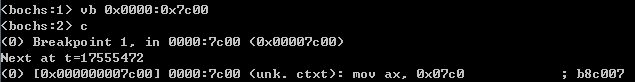 <bochs:1> vb 0x0000:0x7c00
<bochs:2> c
(0) Breakpoint 1, in 0000:7c00 (0x00007c00)
Next at t=17555472
(0) [0x000000007c00] 0000:7c00 (unk. ctxt): mov ax, 0x07c0 ; b8c007